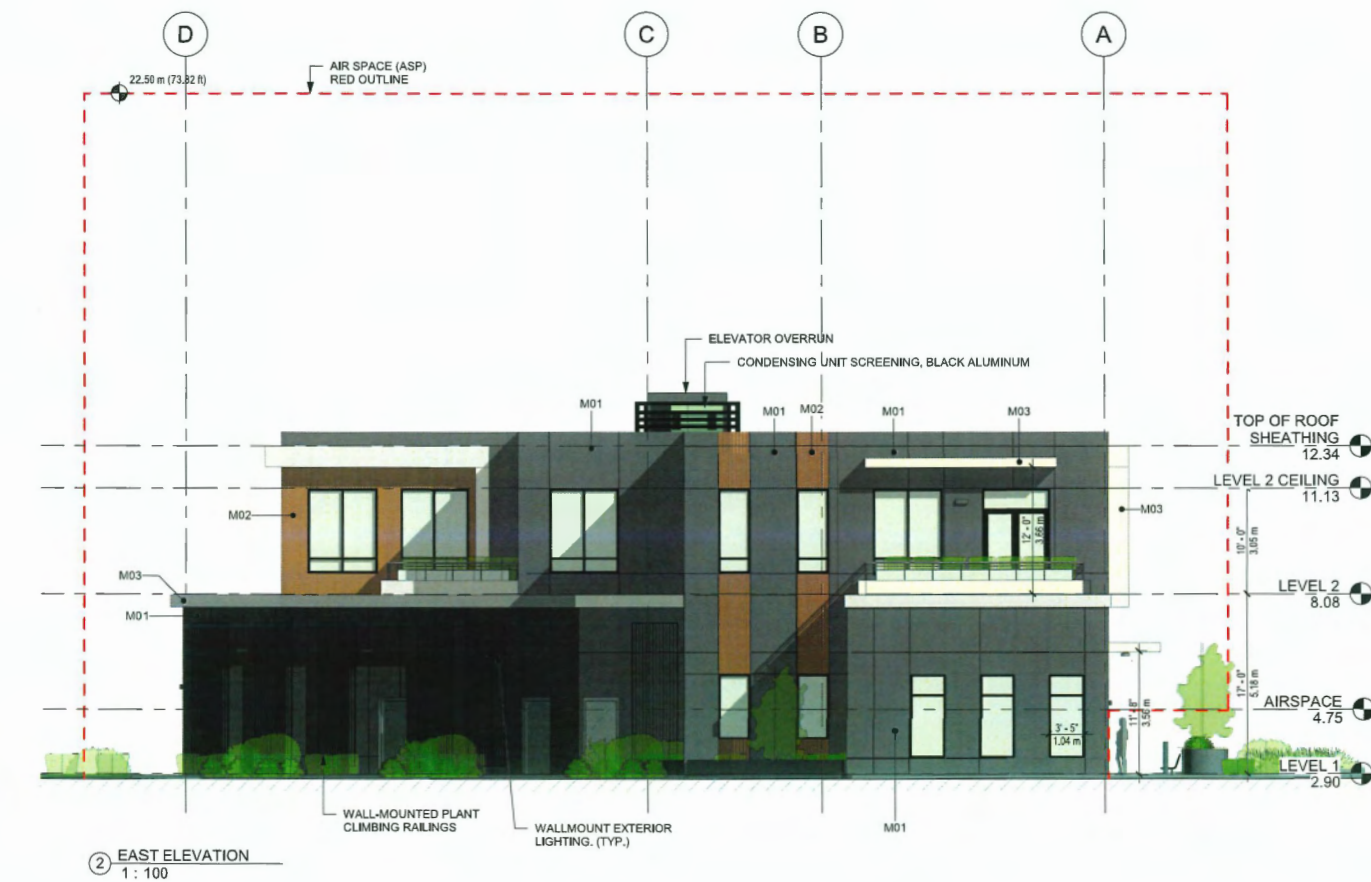 D
C
B
A
AIR SPACE (ASP)
RED OUTLINE
22.50 m (73.82 ft)
ELEVATOR OVERRUN
CONDENSING UNIT SCREENING, BLACK ALUMINUM
M01
M01
M02
M01
M03
TOP OF ROOF
SHEATHING
12.34
LEVEL 2 CEILING
11.13
M02
M03
12' - 0"
3.66 m
10' - 0"
3.05 m
M03
M01
LEVEL 2
8.08
17' - 0"
5.18 m
11' - 8"
3.56 m
AIRSPACE
4.75
3' - 5"
1.04 m
LEVEL 1
2.90
WALL-MOUNTED PLANT
CLIMBING RAILINGS
WALLMOUNT EXTERIOR
LIGHTING. (TYP.)
M01
2 EAST ELEVATION
1 : 100